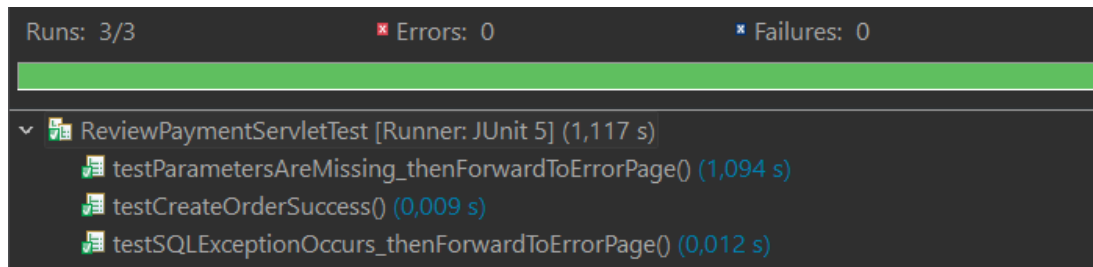 Runs: 3/3 Errors: 0 Failures: 0
ReviewPaymentServletTest [Runner: JUnit 5] (1,117 s)
testParametersAreMissing_thenForwardToErrorPage() (1,094 s)
testCreateOrderSuccess() (0,009 s)
testSQLExceptionOccurs_thenForwardToErrorPage() (0,012 s)